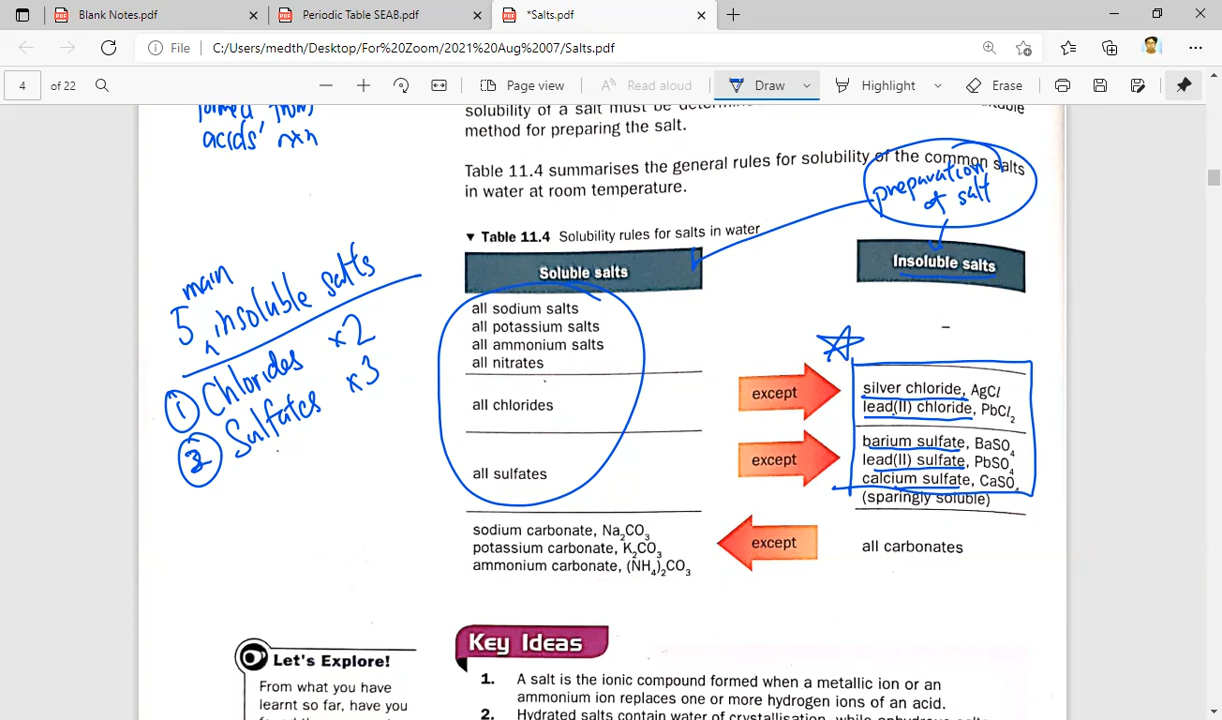 Blank Notes.pdf
Periodic Table SEAB.pdf
*Salts.pdf
File
C:/Users/medth/Desktop/For%20Zoom/2021%20Aug%2007/Salts.pdf
4
of 22
Page view
Read aloud
Draw
Highlight
Erase
formed from
acids' rxn
solubility of a salt must be
method for preparing the salt.
Table 11.4 summarises the general rules for solubility of the common salts
in water at room temperature.
preparation
of salt
▼ Table 11.4 Solubility rules for salts in water
Soluble salts
Insoluble salts
main
5 ^ insoluble salts
① Chlorides x2
② Sulfates x3
all sodium salts
all potassium salts
all ammonium salts
all nitrates
–
all chlorides
except
silver chloride, AgCl
lead(II) chloride, PbCl₂
all sulfates
except
barium sulfate, BaSO₄
lead(II) sulfate, PbSO₄
calcium sulfate, CaSO₄
(sparingly soluble)
sodium carbonate, Na₂CO₃
potassium carbonate, K₂CO₃
ammonium carbonate, (NH₄)₂CO₃
except
all carbonates
Key Ideas
Let's Explore!
From what you have
learnt so far, have you
1. A salt is the ionic compound formed when a metallic ion or an
ammonium ion replaces one or more hydrogen ions of an acid.
2. Hydrated salts contain water of crystallisation, while anhydrous salts